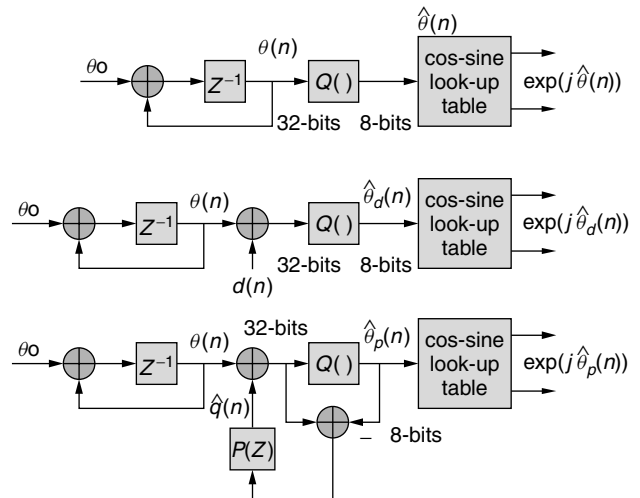 θ̂(n)
θo
Z⁻¹
θ(n)
Q( )
cos-sine
look-up
table
exp(j θ̂(n))
32-bits
8-bits
θo
Z⁻¹
θ(n)
d(n)
Q( )
θ̂d(n)
cos-sine
look-up
table
exp(j θ̂d(n))
32-bits
8-bits
θo
Z⁻¹
θ(n)
32-bits
Q( )
θ̂p(n)
cos-sine
look-up
table
exp(j θ̂p(n))
q̂(n)
P(Z)
–
8-bits